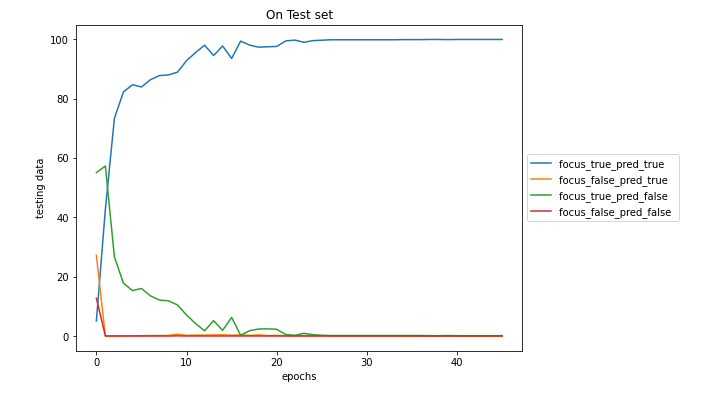 On Test set
100
80
60
40
20
0
testing data
0 10 20 30 40
epochs
focus_true_pred_true
focus_false_pred_true
focus_true_pred_false
focus_false_pred_false